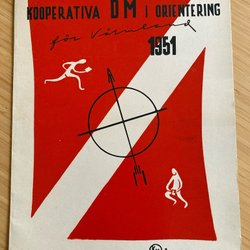 KOOPERATIVA DM I ORIENTERING
för Värmland
1951